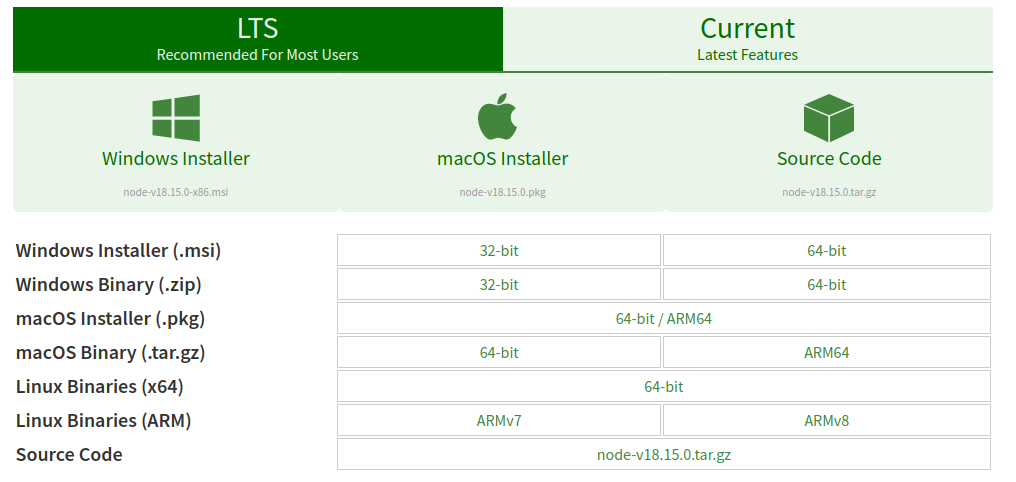 LTS
Recommended For Most Users
Current
Latest Features
Windows Installer
node-v18.15.0-x86.msi
macOS Installer
node-v18.15.0.pkg
Source Code
node-v18.15.0.tar.gz
Windows Installer (.msi) 32-bit 64-bit
Windows Binary (.zip) 32-bit 64-bit
macOS Installer (.pkg) 64-bit / ARM64
macOS Binary (.tar.gz) 64-bit ARM64
Linux Binaries (x64) 64-bit
Linux Binaries (ARM) ARMv7 ARMv8
Source Code node-v18.15.0.tar.gz